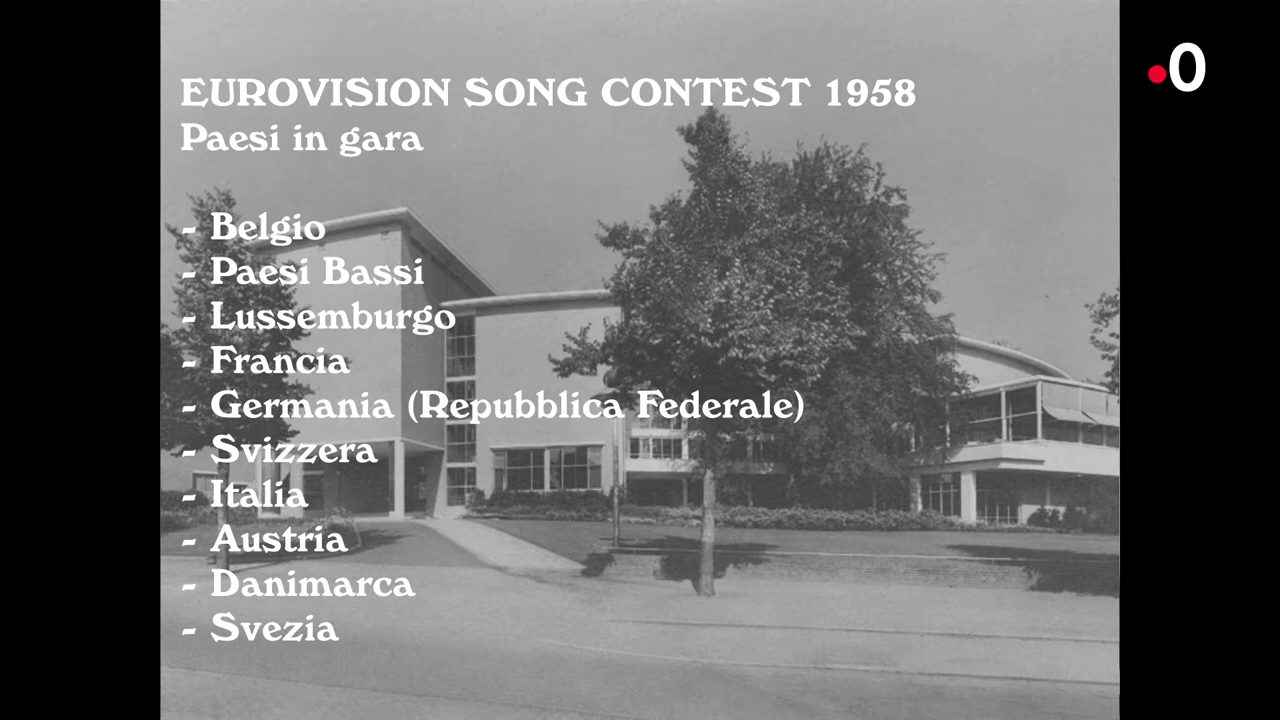 EUROVISION SONG CONTEST 1958
Paesi in gara
- Belgio
- Paesi Bassi
- Lussemburgo
- Francia
- Germania (Repubblica Federale)
- Svizzera
- Italia
- Austria
- Danimarca
- Svezia
0